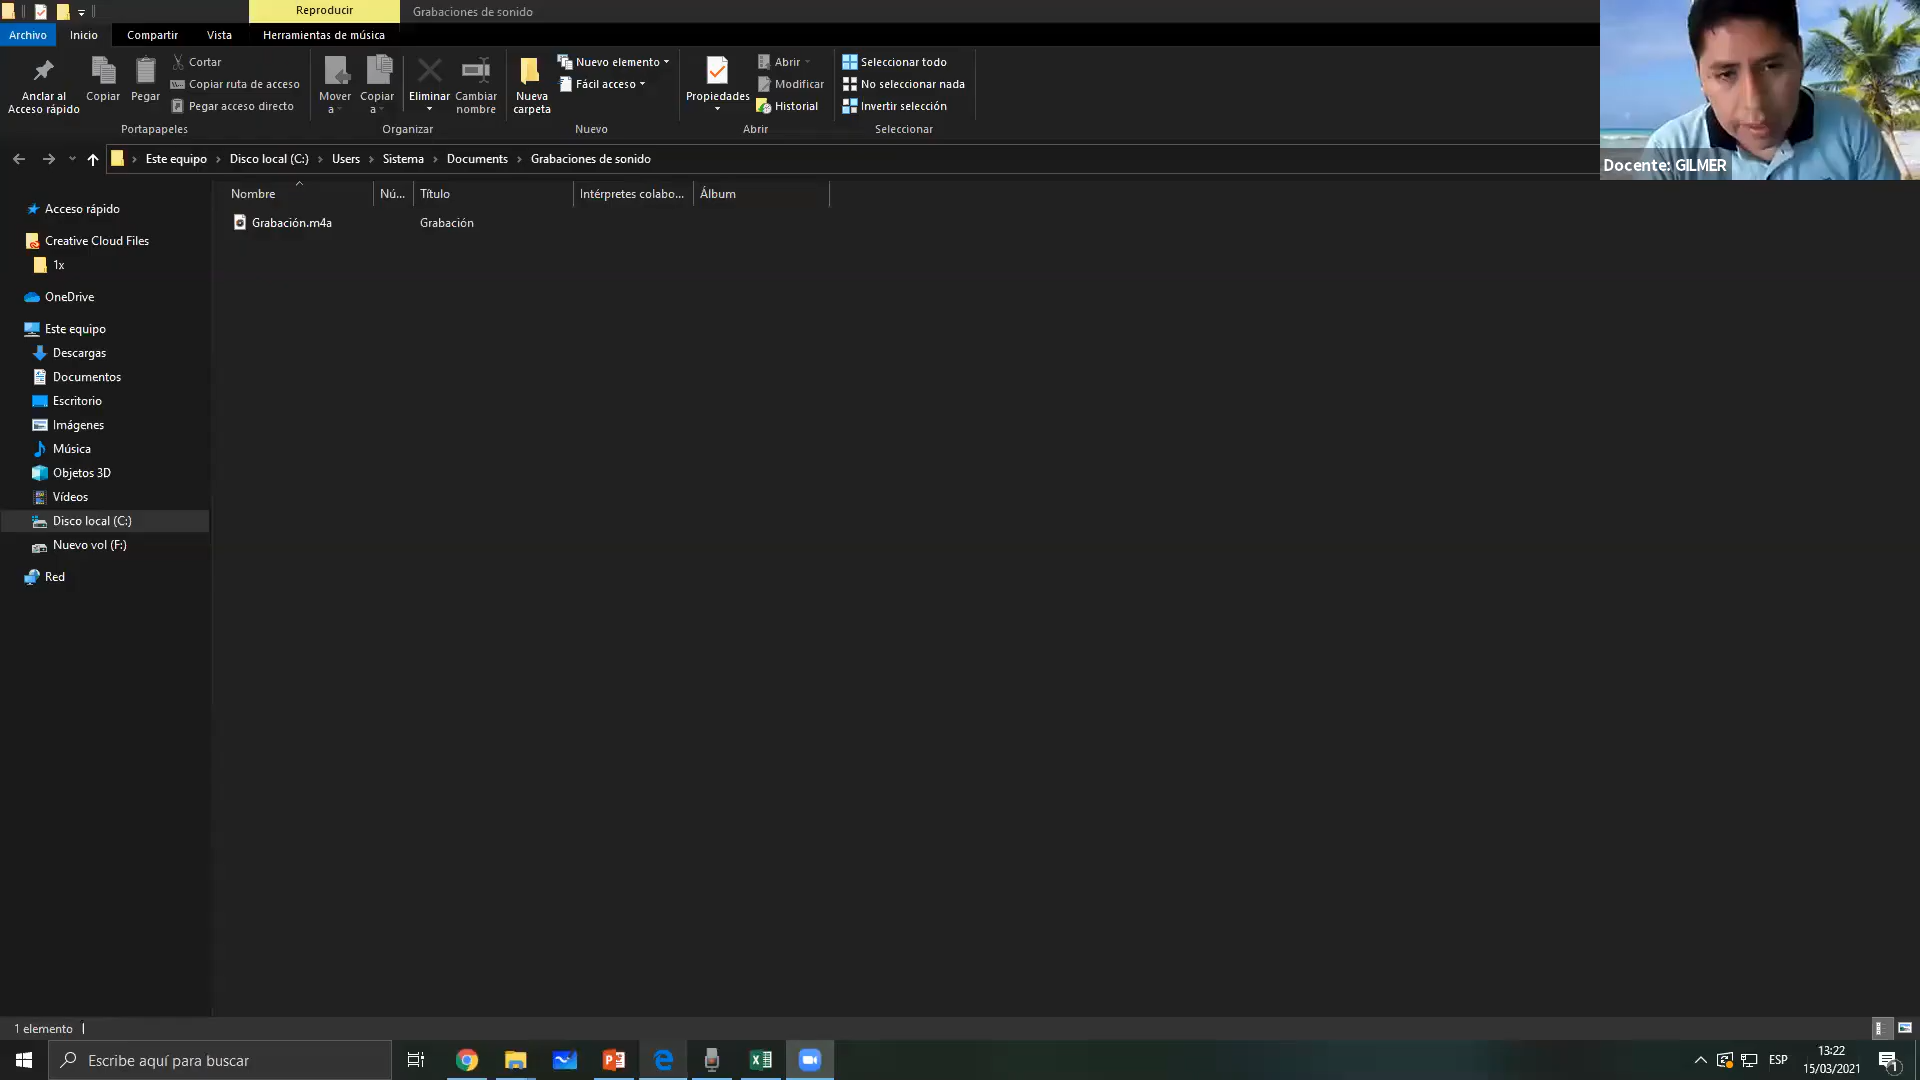 Reproducir
Grabaciones de sonido
Archivo
Inicio
Compartir
Vista
Herramientas de música
Anclar al
Acceso rápido
Copiar
Pegar
Cortar
Copiar ruta de acceso
Pegar acceso directo
Portapapeles
Mover
a
Copiar
a
Eliminar
Cambiar
nombre
Organizar
Nueva
carpeta
Nuevo elemento
Fácil acceso
Nuevo
Propiedades
Abrir
Modificar
Historial
Abrir
Seleccionar todo
No seleccionar nada
Invertir selección
Seleccionar
Este equipo > Disco local (C:) > Users > Sistema > Documents > Grabaciones de sonido
Docente: GILMER
Nombre
Nú...
Título
Intérpretes colabo...
Álbum
Grabación.m4a
Grabación
Acceso rápido
Creative Cloud Files
1x
OneDrive
Este equipo
Descargas
Documentos
Escritorio
Imágenes
Música
Objetos 3D
Vídeos
Disco local (C:)
Nuevo vol (F:)
Red
1 elemento
Escribe aquí para buscar
ESP
13:22
15/03/2021
1